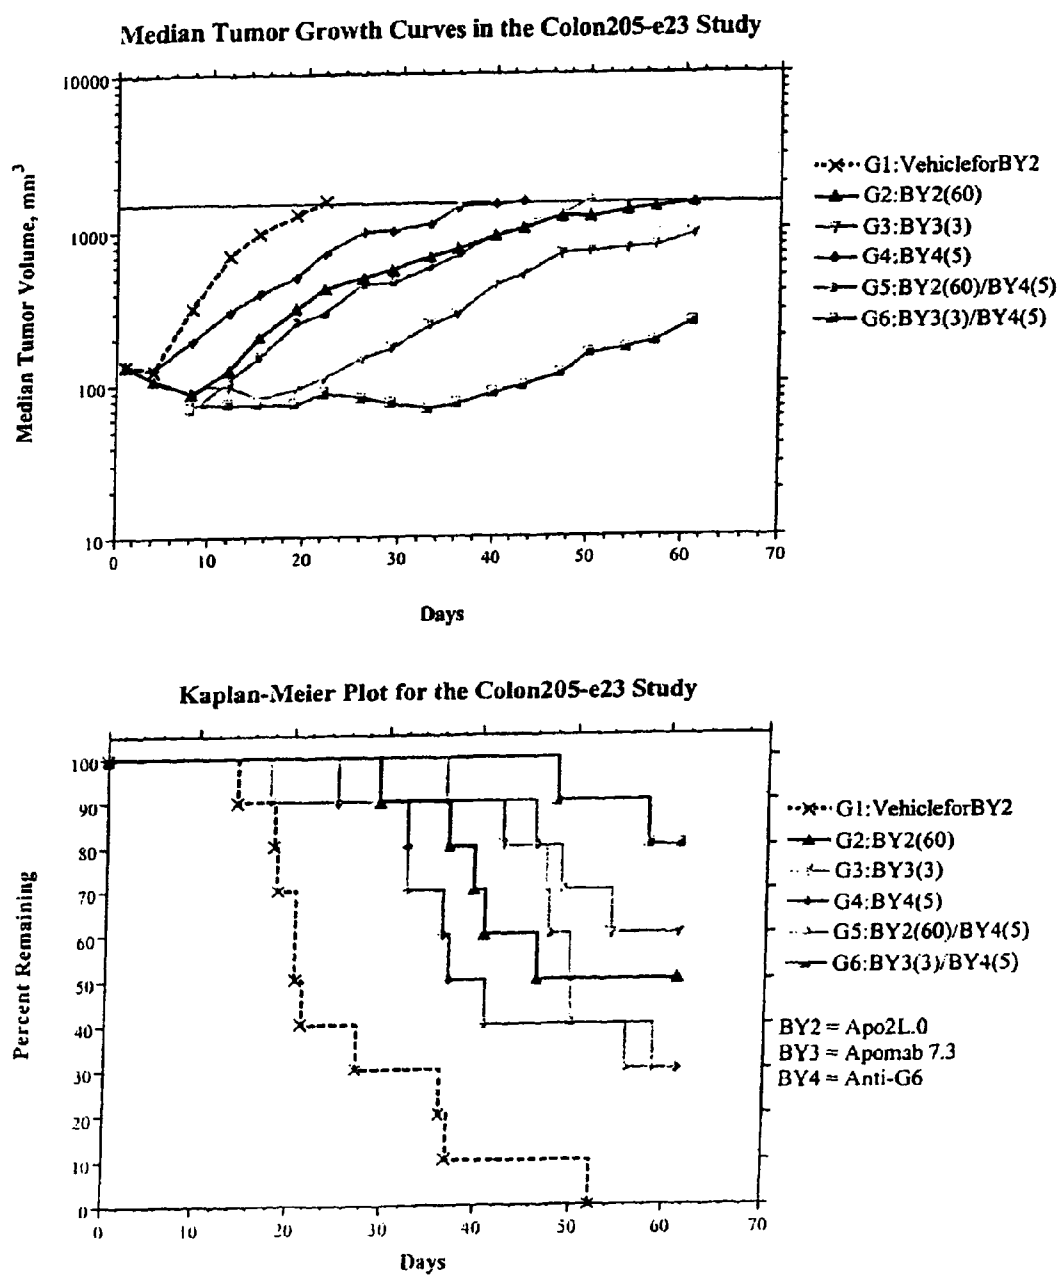 Median Tumor Growth Curves in the Colon205-e23 Study
Median Tumor Volume, mm³
10000
1000
100
10
0
10
20
30
40
50
60
70
Days
G1:VehicleforBY2
G2:BY2(60)
G3:BY3(3)
G4:BY4(5)
G5:BY2(60)/BY4(5)
G6:BY3(3)/BY4(5)
Kaplan-Meier Plot for the Colon205-e23 Study
Percent Remaining
100
90
80
70
60
50
40
30
20
10
0
0
10
20
30
40
50
60
70
Days
G1:VehicleforBY2
G2:BY2(60)
G3:BY3(3)
G4:BY4(5)
G5:BY2(60)/BY4(5)
G6:BY3(3)/BY4(5)
BY2 = Apo2L.0
BY3 = Apomab 7.3
BY4 = Anti-G6